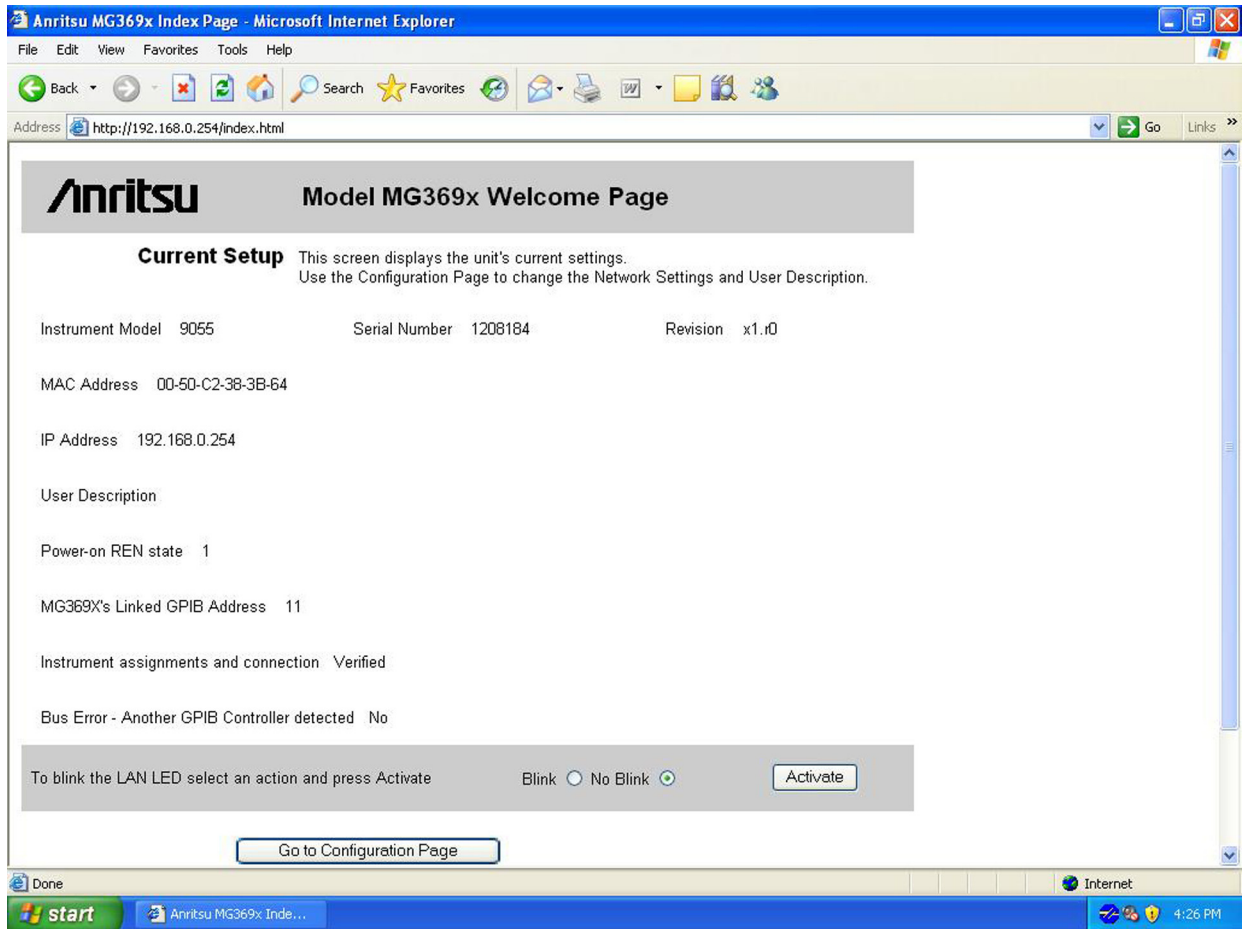 Anritsu MG369x Index Page - Microsoft Internet Explorer
File Edit View Favorites Tools Help
Back Search Favorites
Address http://192.168.0.254/index.html Go Links »
Anritsu Model MG369x Welcome Page
Current Setup This screen displays the unit's current settings.
Use the Configuration Page to change the Network Settings and User Description.
Instrument Model 9055 Serial Number 1208184 Revision x1.r0
MAC Address 00-50-C2-38-3B-64
IP Address 192.168.0.254
User Description
Power-on REN state 1
MG369X's Linked GPIB Address 11
Instrument assignments and connection Verified
Bus Error - Another GPIB Controller detected No
To blink the LAN LED select an action and press Activate Blink No Blink Activate
Go to Configuration Page
Done Internet
start Anritsu MG369x Inde... 4:26 PM